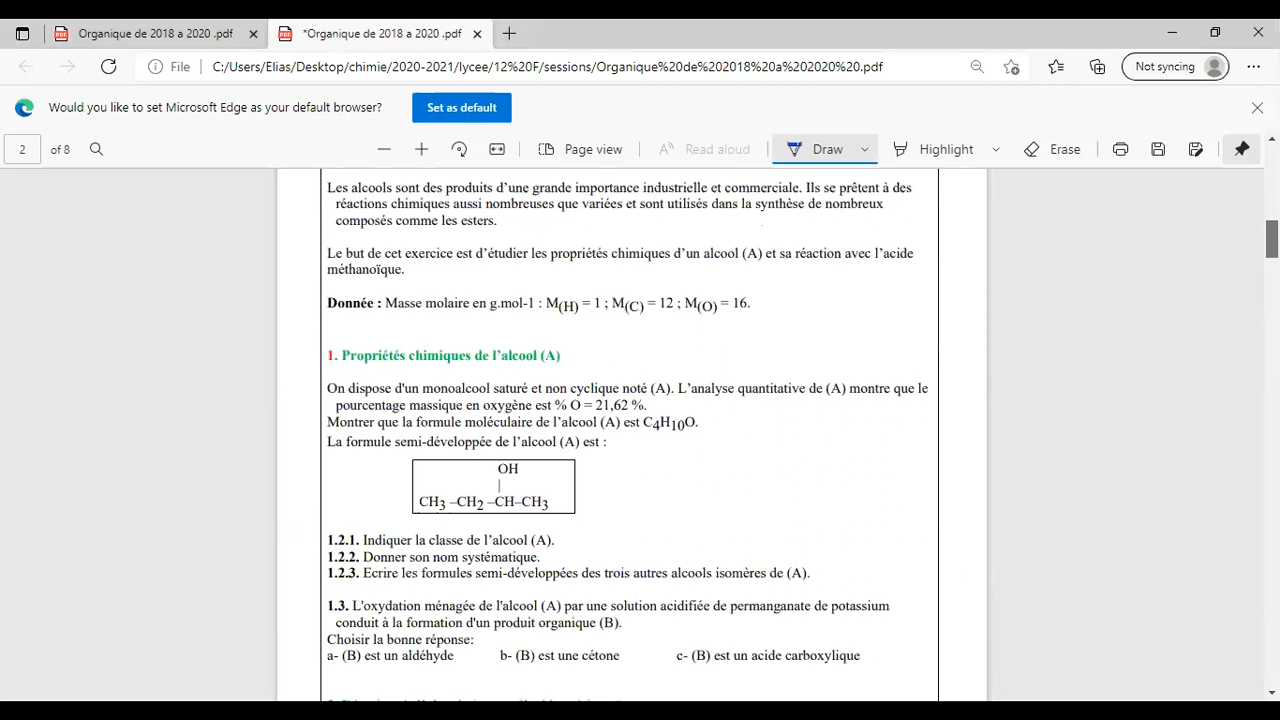 Organique de 2018 a 2020 .pdf
*Organique de 2018 a 2020 .pdf
File
C:/Users/Elias/Desktop/chimie/2020-2021/lycee/12%20F/sessions/Organique%20de%202018%20a%202020%20.pdf
Not syncing
Would you like to set Microsoft Edge as your default browser?
Set as default
2 of 8
Page view
Read aloud
Draw
Highlight
Erase
Les alcools sont des produits d’une grande importance industrielle et commerciale. Ils se prêtent à des
réactions chimiques aussi nombreuses que variées et sont utilisés dans la synthèse de nombreux
composés comme les esters.
Le but de cet exercice est d’étudier les propriétés chimiques d’un alcool (A) et sa réaction avec l’acide
méthanoïque.
Donnée : Masse molaire en g.mol-1 : M(H) = 1 ; M(C) = 12 ; M(O) = 16.
1. Propriétés chimiques de l’alcool (A)
On dispose d'un monoalcool saturé et non cyclique noté (A). L’analyse quantitative de (A) montre que le
pourcentage massique en oxygène est % O = 21,62 %.
Montrer que la formule moléculaire de l’alcool (A) est C4H10O.
La formule semi-développée de l’alcool (A) est :
OH
|
CH3 –CH2 –CH–CH3
1.2.1. Indiquer la classe de l’alcool (A).
1.2.2. Donner son nom systématique.
1.2.3. Ecrire les formules semi-développées des trois autres alcools isomères de (A).
1.3. L'oxydation ménagée de l'alcool (A) par une solution acidifiée de permanganate de potassium
conduit à la formation d'un produit organique (B).
Choisir la bonne réponse:
a- (B) est un aldéhyde b- (B) est une cétone c- (B) est un acide carboxylique